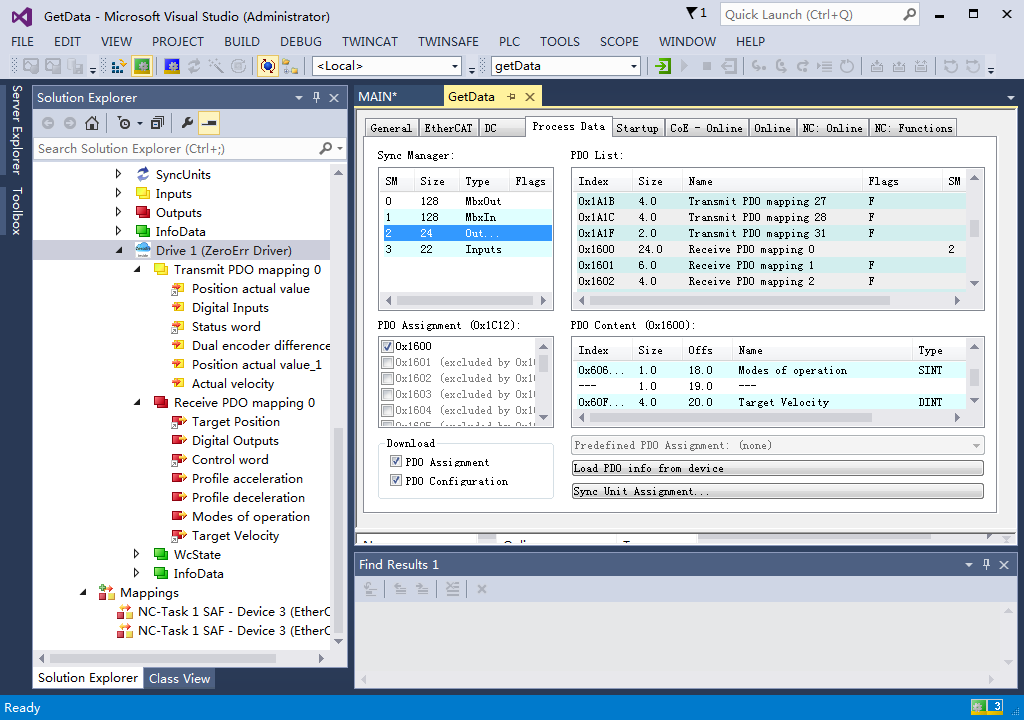 GetData - Microsoft Visual Studio (Administrator)
1
Quick Launch (Ctrl+Q)
FILE EDIT VIEW PROJECT BUILD DEBUG TWINCAT TWINSAFE PLC TOOLS SCOPE WINDOW HELP
<Local>
getData
Server Explorer
Toolbox
Solution Explorer
Search Solution Explorer (Ctrl+;)
SyncUnits
Inputs
Outputs
InfoData
Drive 1 (ZeroErr Driver)
Transmit PDO mapping 0
Position actual value
Digital Inputs
Status word
Dual encoder difference
Position actual value_1
Actual velocity
Receive PDO mapping 0
Target Position
Digital Outputs
Control word
Profile acceleration
Profile deceleration
Modes of operation
Target Velocity
WcState
InfoData
Mappings
NC-Task 1 SAF - Device 3 (EtherC
NC-Task 1 SAF - Device 3 (EtherC
Solution Explorer Class View
MAIN* GetData
General EtherCAT DC Process Data Startup CoE - Online Online NC: Online NC: Functions
Sync Manager:
SM Size Type Flags
0 128 MbxOut
1 128 MbxIn
2 24 Out...
3 22 Inputs
PDO List:
Index Size Name Flags SM
0x1A1B 4.0 Transmit PDO mapping 27 F
0x1A1C 4.0 Transmit PDO mapping 28 F
0x1A1F 2.0 Transmit PDO mapping 31 F
0x1600 24.0 Receive PDO mapping 0 2
0x1601 6.0 Receive PDO mapping 1 F
0x1602 4.0 Receive PDO mapping 2 F
PDO Assignment (0x1C12):
0x1600
0x1601 (excluded by 0x1
0x1602 (excluded by 0x1
0x1603 (excluded by 0x1
0x1604 (excluded by 0x1
0x1605 (excluded by 0x1
Download
PDO Assignment
PDO Configuration
PDO Content (0x1600):
Index Size Offs Name Type
0x606... 1.0 18.0 Modes of operation SINT
--- 1.0 19.0 ---
0x60F... 4.0 20.0 Target Velocity DINT
Predefined PDO Assignment: (none)
Load PDO info from device
Sync Unit Assignment...
Find Results 1
Ready
3